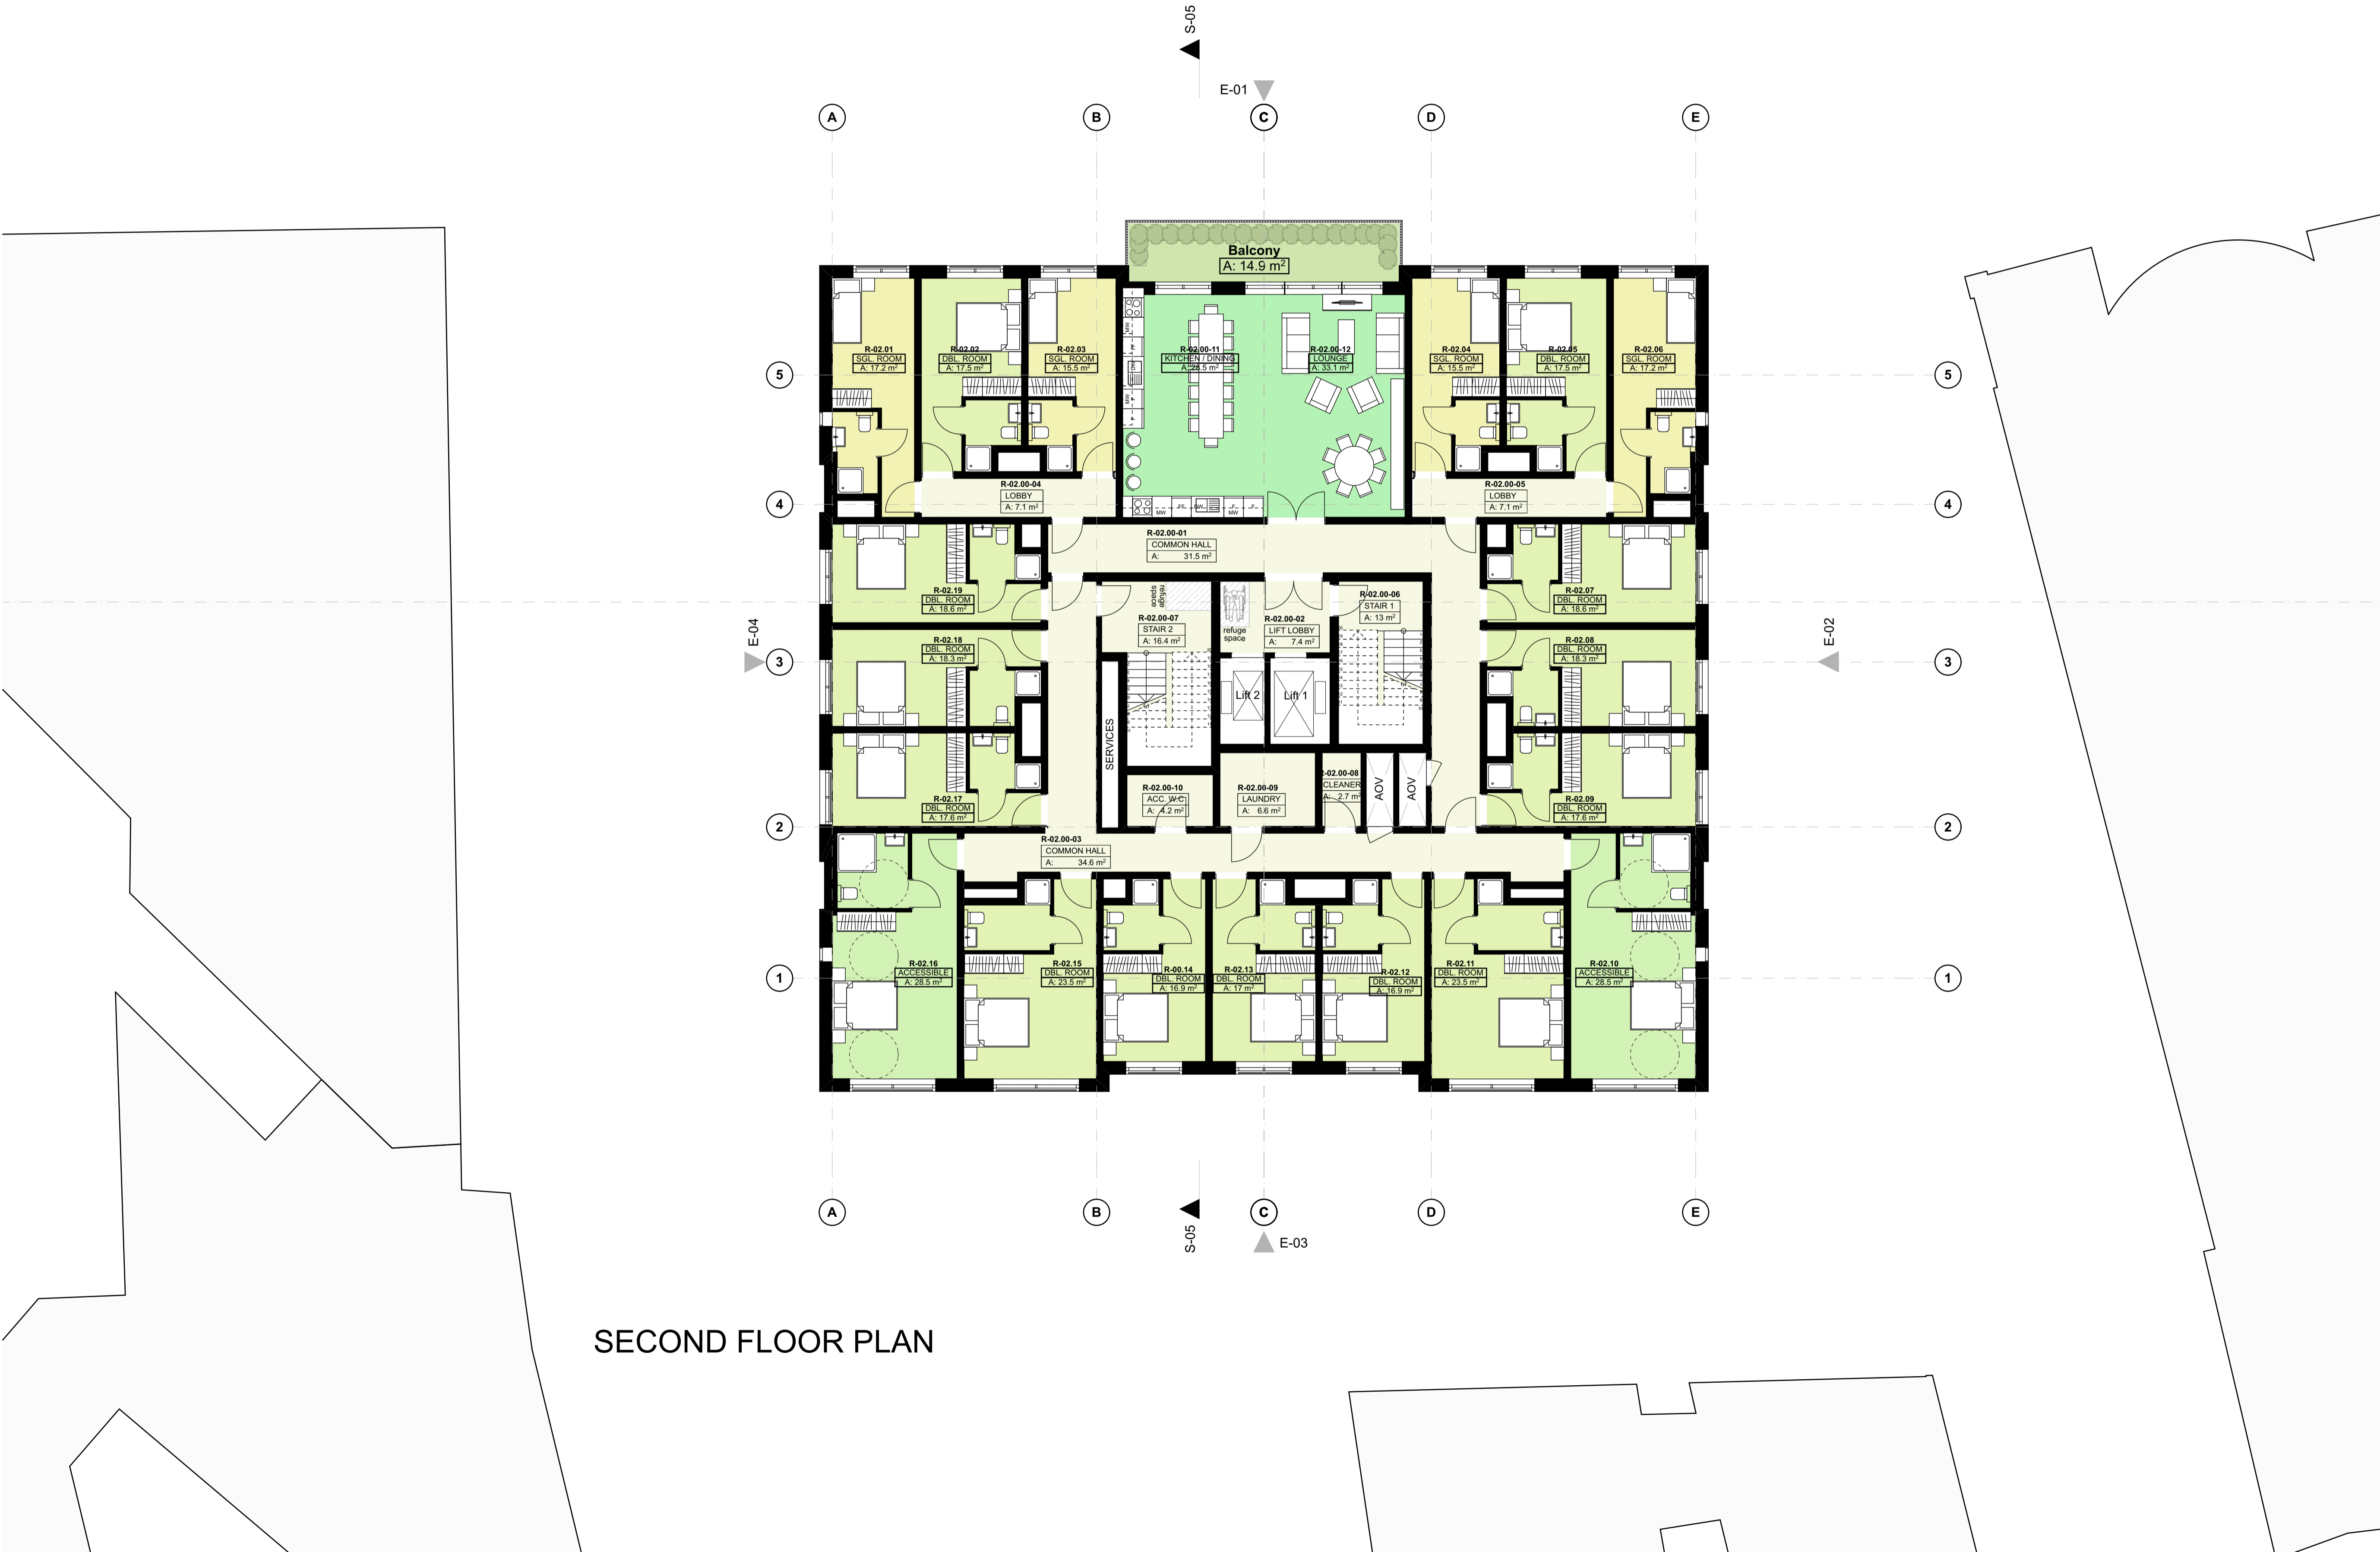 S-05
E-01
A
B
C
D
E
Balcony
A: 14.9 m²
R-02.01
SGL. ROOM
A: 17.2 m²
R-02.02
DBL. ROOM
A: 17.5 m²
R-02.03
SGL. ROOM
A: 15.5 m²
R-02.00-11
KITCHEN / DINING
A: 28.5 m²
R-02.00-12
LOUNGE
A: 33.1 m²
R-02.04
SGL. ROOM
A: 15.5 m²
R-02.05
DBL. ROOM
A: 17.5 m²
R-02.06
SGL. ROOM
A: 17.2 m²
5
5
MW
FF
DW
MW
F
F
R-02.00-04
LOBBY
A: 7.1 m²
R-02.00-05
LOBBY
A: 7.1 m²
4
4
MW
FF
DW
F
MW
F
R-02.00-01
COMMON HALL
A: 31.5 m²
R-02.19
DBL. ROOM
A: 18.6 m²
refuge
space
R-02.00-07
STAIR 2
A: 16.4 m²
refuge
space
R-02.00-02
LIFT LOBBY
A: 7.4 m²
R-02.00-06
STAIR 1
A: 13 m²
R-02.07
DBL. ROOM
A: 18.6 m²
E-04
E-02
R-02.18
DBL. ROOM
A: 18.3 m²
R-02.08
DBL. ROOM
A: 18.3 m²
3
3
Lift 2
Lift 1
SERVICES
R-02.17
DBL. ROOM
A: 17.6 m²
R-02.00-10
ACC. W.C
A: 4.2 m²
R-02.00-09
LAUNDRY
A: 6.6 m²
R-02.00-08
CLEANER
A: 2.7 m²
AOV
AOV
R-02.09
DBL. ROOM
A: 17.6 m²
2
2
R-02.00-03
COMMON HALL
A: 34.6 m²
R-02.16
ACCESSIBLE
A: 28.5 m²
R-02.15
DBL. ROOM
A: 23.5 m²
R-00.14
DBL. ROOM
A: 16.9 m²
R-02.13
DBL. ROOM
A: 17 m²
R-02.12
DBL. ROOM
A: 16.9 m²
R-02.11
DBL. ROOM
A: 23.5 m²
R-02.10
ACCESSIBLE
A: 28.5 m²
1
1
A
B
C
D
E
S-05
E-03
SECOND FLOOR PLAN